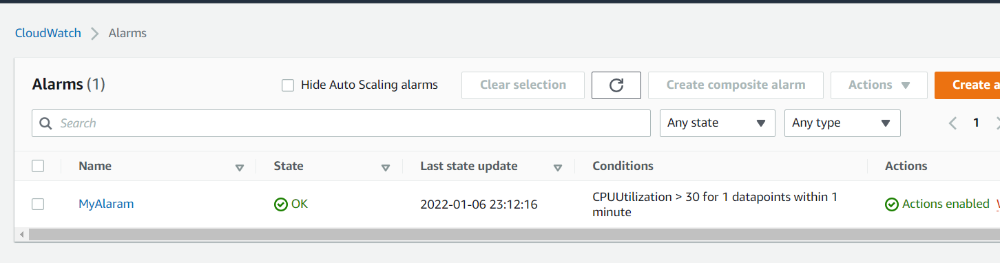 CloudWatch > Alarms
Alarms (1) Hide Auto Scaling alarms Clear selection Create composite alarm Actions Create a
Search Any state Any type 1
Name State Last state update Conditions Actions
MyAlaram OK 2022-01-06 23:12:16 CPUUtilization > 30 for 1 datapoints within 1 Actions enabled
minute